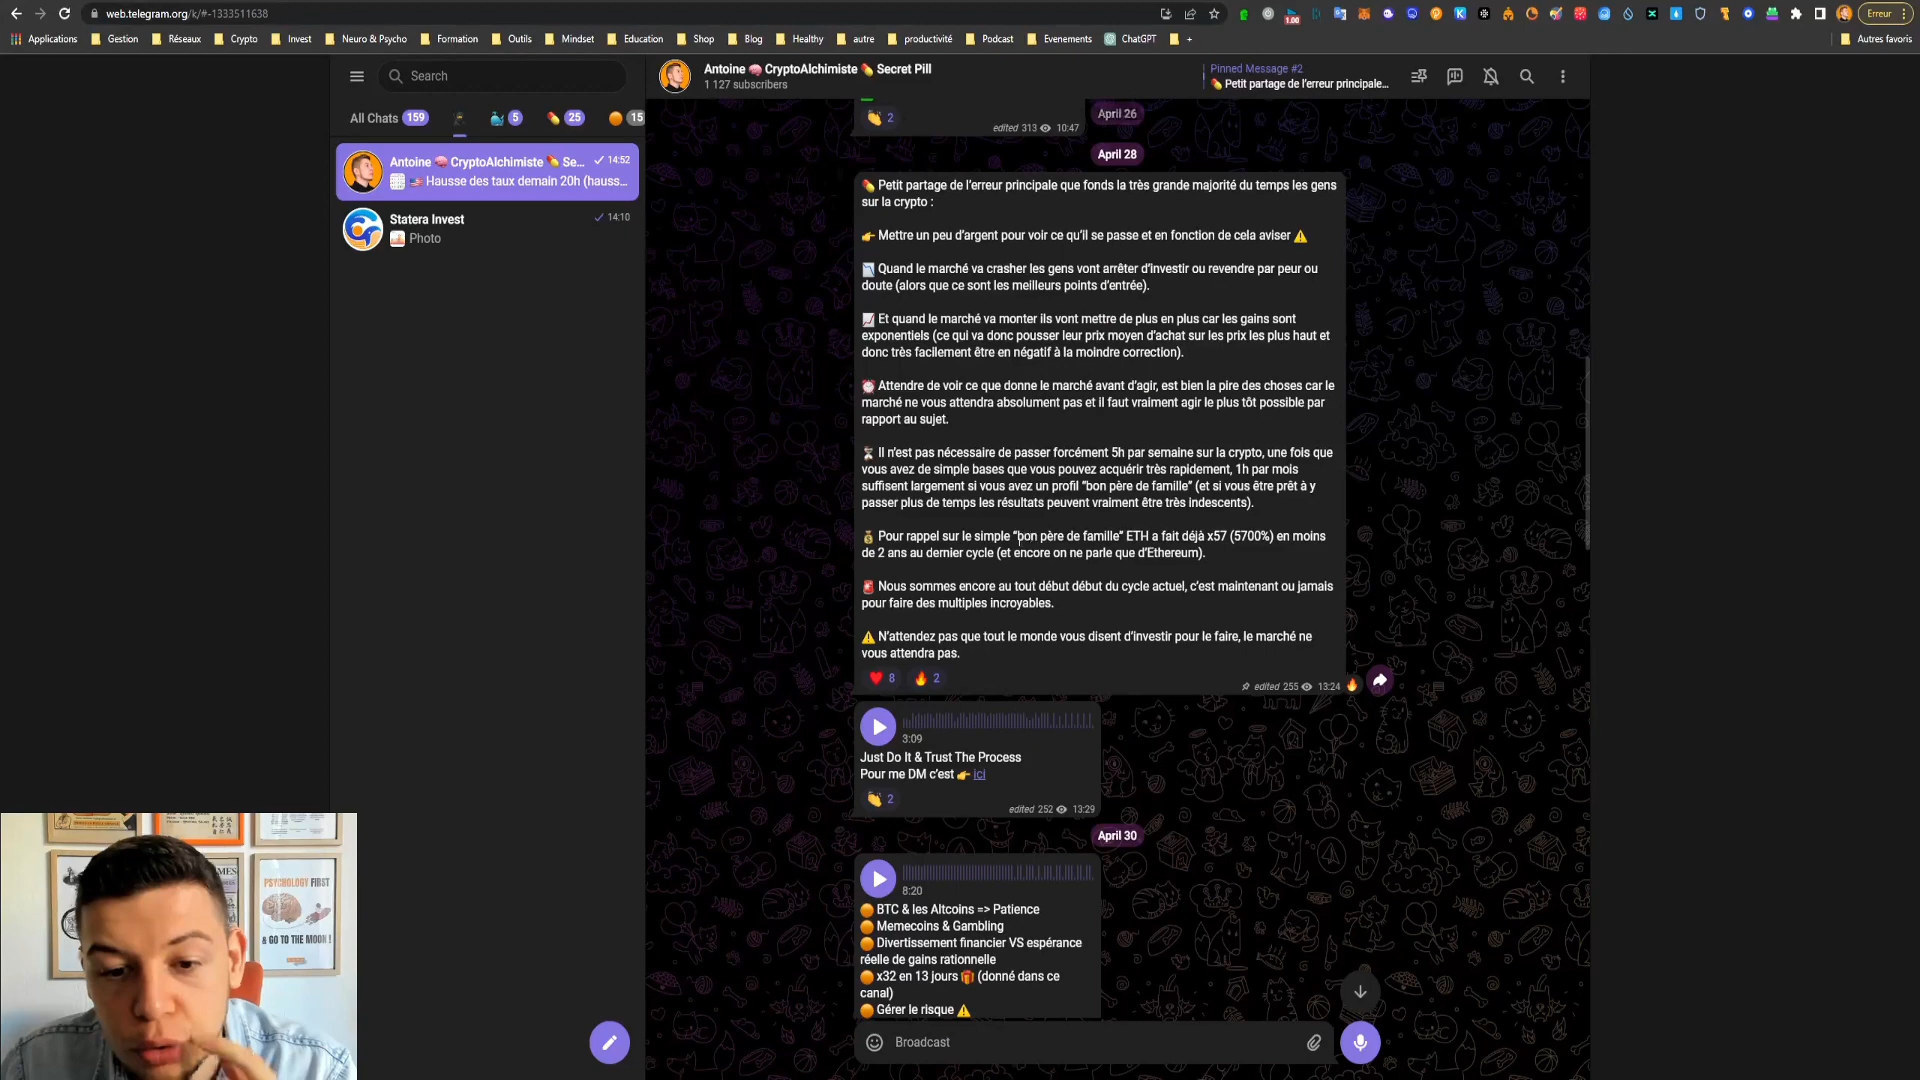 web.telegram.org/k/#-1333511638
1.00
Erreur
Applications
Gestion
Réseaux
Crypto
Invest
Neuro & Psycho
Formation
Outils
Mindset
Education
Shop
Blog
Healthy
autre
productivité
Podcast
Evenements
ChatGPT
+
Autres favoris
Search
All Chats 159
5
25
15
Antoine 🧠 CryptoAlchimiste 💊 Se...
14:52
🇺🇸 Hausse des taux demain 20h (hauss...
Statera Invest
14:10
Photo
Antoine 🧠 CryptoAlchimiste 💊 Secret Pill
1 127 subscribers
Pinned Message #2
💊 Petit partage de l'erreur principale...
👏 2
edited 313 10:47
April 26
April 28
💊 Petit partage de l'erreur principale que fonds la très grande majorité du temps les gens
sur la crypto :
👉 Mettre un peu d'argent pour voir ce qu'il se passe et en fonction de cela aviser ⚠️
📉 Quand le marché va crasher les gens vont arrêter d'investir ou revendre par peur ou
doute (alors que ce sont les meilleurs points d'entrée).
📈 Et quand le marché va monter ils vont mettre de plus en plus car les gains sont
exponentiels (ce qui va donc pousser leur prix moyen d'achat sur les prix les plus haut et
donc très facilement être en négatif à la moindre correction).
⏰ Attendre de voir ce que donne le marché avant d'agir, est bien la pire des choses car le
marché ne vous attendra absolument pas et il faut vraiment agir le plus tôt possible par
rapport au sujet.
⏳ Il n'est pas nécessaire de passer forcément 5h par semaine sur la crypto, une fois que
vous avez de simple bases que vous pouvez acquérir très rapidement, 1h par mois
suffisent largement si vous avez un profil "bon père de famille" (et si vous être prêt à y
passer plus de temps les résultats peuvent vraiment être très indescents).
💰 Pour rappel sur le simple "bon père de famille" ETH a fait déjà x57 (5700%) en moins
de 2 ans au dernier cycle (et encore on ne parle que d'Ethereum).
🚨 Nous sommes encore au tout début début du cycle actuel, c'est maintenant ou jamais
pour faire des multiples incroyables.
⚠️ N'attendez pas que tout le monde vous disent d'investir pour le faire, le marché ne
vous attendra pas.
❤️ 8 🔥 2
edited 255 13:24
3:09
Just Do It & Trust The Process
Pour me DM c'est 👉 ici
👏 2
edited 252 13:29
April 30
8:20
🟠 BTC & les Altcoins => Patience
🟠 Memecoins & Gambling
🟠 Divertissement financier VS espérance
réelle de gains rationnelle
🟠 x32 en 13 jours 🎁 (donné dans ce
canal)
🟠 Gérer le risque ⚠️
Broadcast
PSYCHOLOGY FIRST
& GO TO THE MOON !